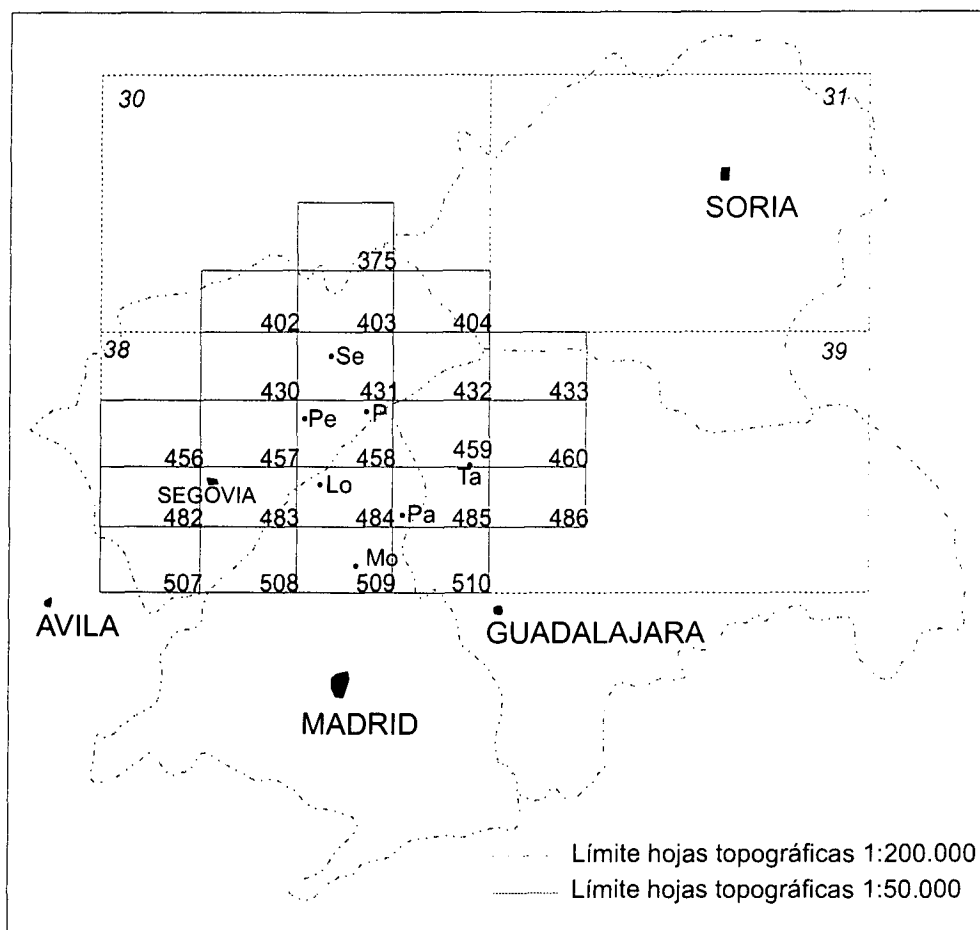 30
31
SORIA
375
402
403
404
38
39
Se
430
431
432
433
Pe
P
456
457
458
459
460
Ta
SEGOVIA
Lo
482
483
484
Pa
485
486
Mo
507
508
509
510
ÁVILA
GUADALAJARA
MADRID
Límite hojas topográficas 1:200.000
Límite hojas topográficas 1:50.000